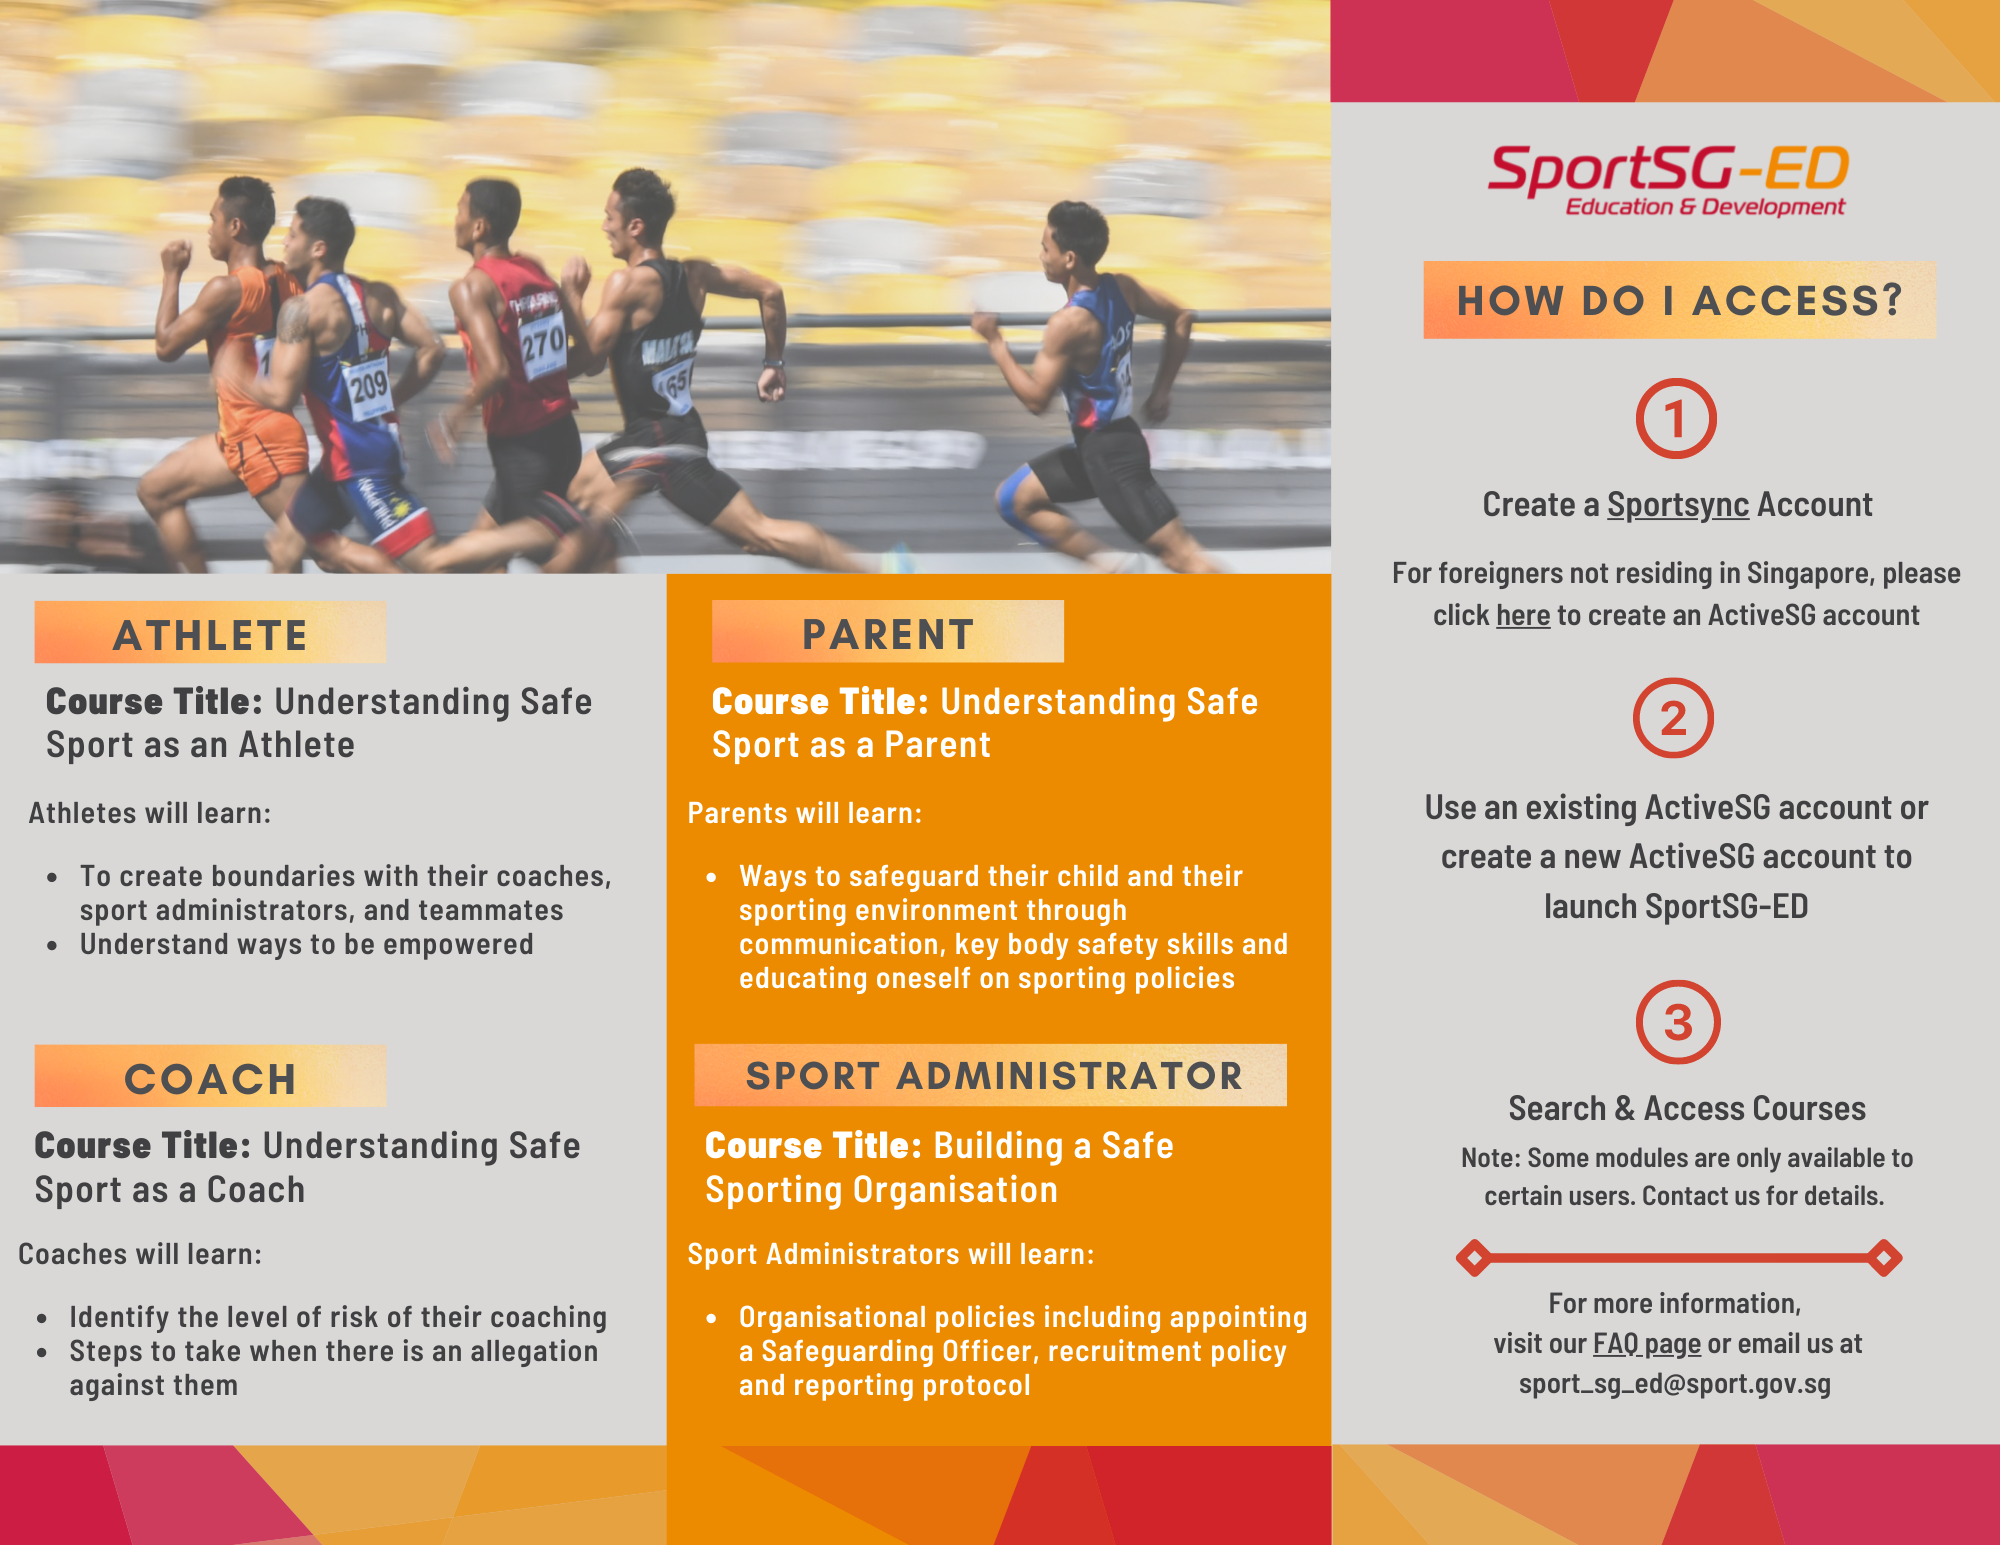 209
270
65
ATHLETE
Course Title: Understanding Safe
Sport as an Athlete
Athletes will learn:
• To create boundaries with their coaches,
sport administrators, and teammates
• Understand ways to be empowered
COACH
Course Title: Understanding Safe
Sport as a Coach
Coaches will learn:
• Identify the level of risk of their coaching
• Steps to take when there is an allegation
against them
PARENT
Course Title: Understanding Safe
Sport as a Parent
Parents will learn:
• Ways to safeguard their child and their
sporting environment through
communication, key body safety skills and
educating oneself on sporting policies
SPORT ADMINISTRATOR
Course Title: Building a Safe
Sporting Organisation
Sport Administrators will learn:
• Organisational policies including appointing
a Safeguarding Officer, recruitment policy
and reporting protocol
SportSG-ED
Education & Development
HOW DO I ACCESS?
1
Create a Sportsync Account
For foreigners not residing in Singapore, please
click here to create an ActiveSG account
2
Use an existing ActiveSG account or
create a new ActiveSG account to
launch SportSG-ED
3
Search & Access Courses
Note: Some modules are only available to
certain users. Contact us for details.
For more information,
visit our FAQ page or email us at
sport_sg_ed@sport.gov.sg